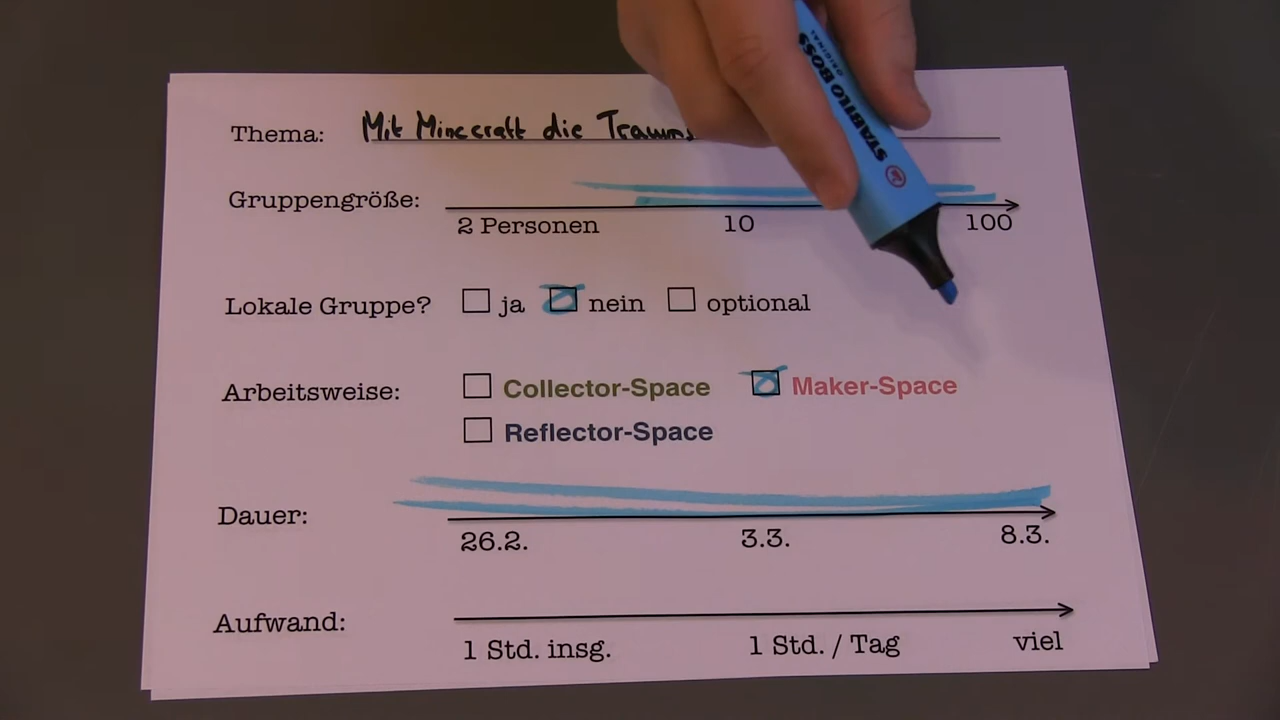 Thema: Mit Minecraft die
Gruppengröße:
2 Personen 10 100
Lokale Gruppe? ja nein optional
Arbeitsweise: Collector-Space Maker-Space
Reflector-Space
Dauer:
26.2. 3.3. 8.3.
Aufwand:
1 Std. insg. 1 Std. / Tag viel
STABILO BOSS
ORIGINAL